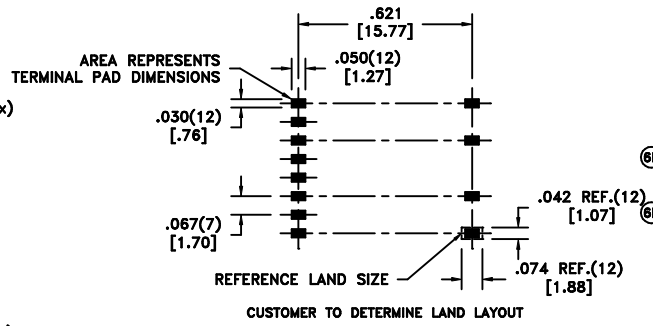 .621
[15.77]
AREA REPRESENTS
TERMINAL PAD DIMENSIONS
.050(12)
[1.27]
x)
.030(12)
[.76]
.067(7)
[1.70]
.042 REF.(12)
[1.07]
REFERENCE LAND SIZE
.074 REF.(12)
[1.88]
CUSTOMER TO DETERMINE LAND LAYOUT